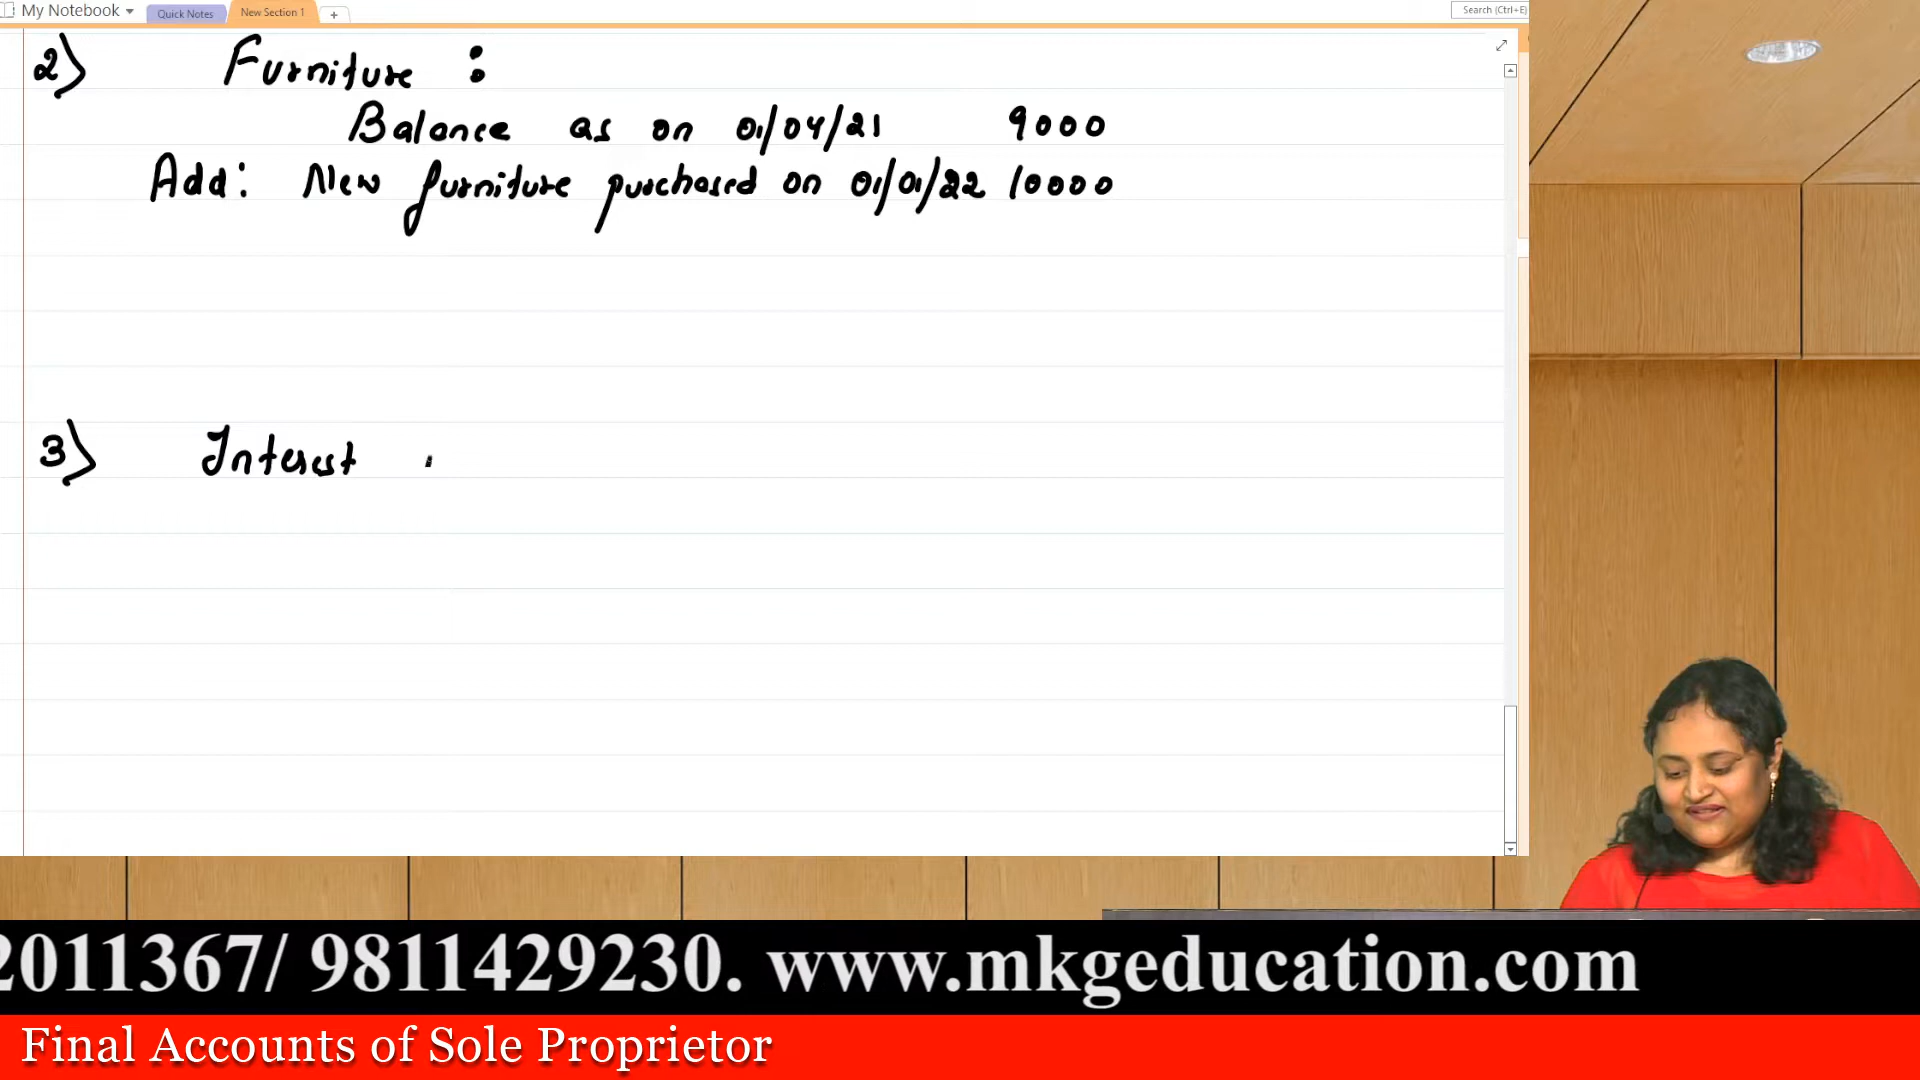 My Notebook
Quick Notes
New Section 1
+
Search (Ctrl+E)
2) Furniture :
Balance as on 01/04/21 9000
Add: New furniture purchased on 01/01/22 10000
3) Interest
2011367/ 9811429230. www.mkgeducation.com
Final Accounts of Sole Proprietor